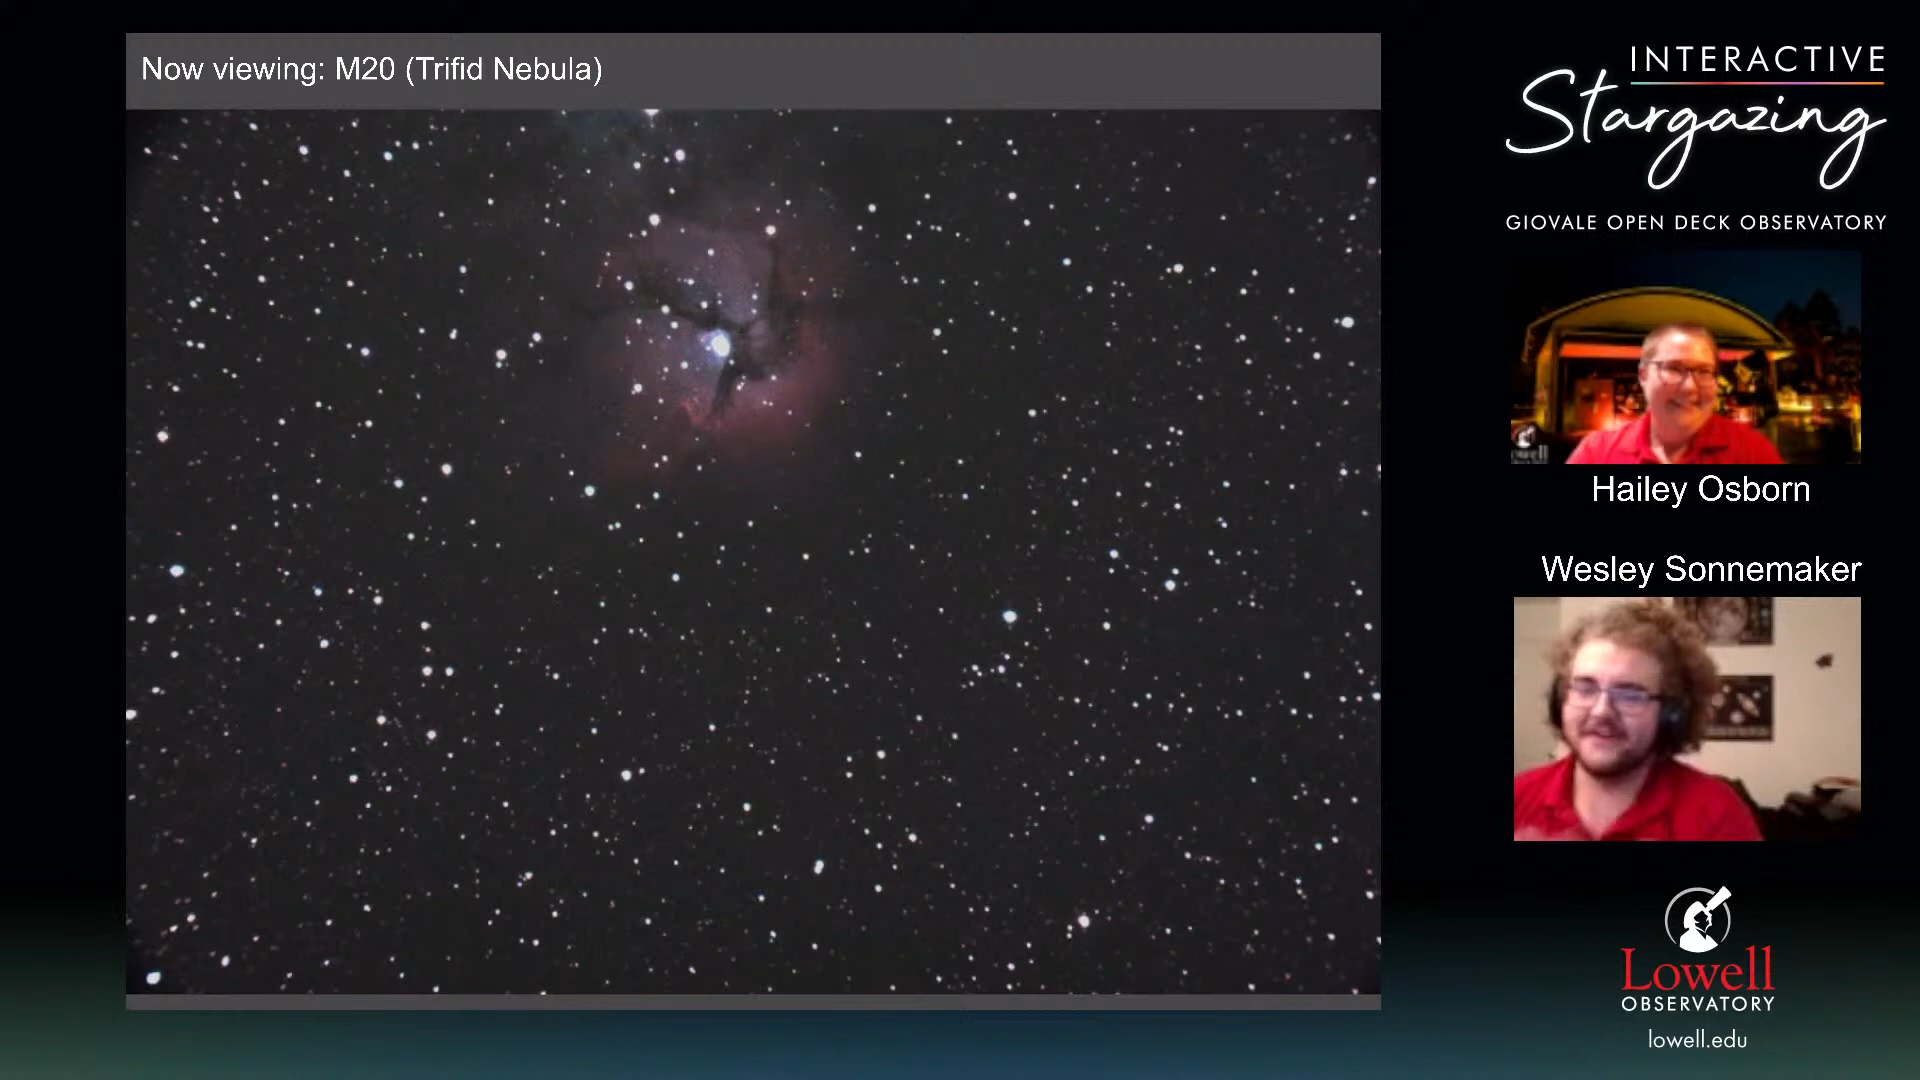 Now viewing: M20 (Trifid Nebula)
INTERACTIVE
Stargazing
GIOVALE OPEN DECK OBSERVATORY
Lowell
Hailey Osborn
Wesley Sonnemaker
Lowell
OBSERVATORY
lowell.edu